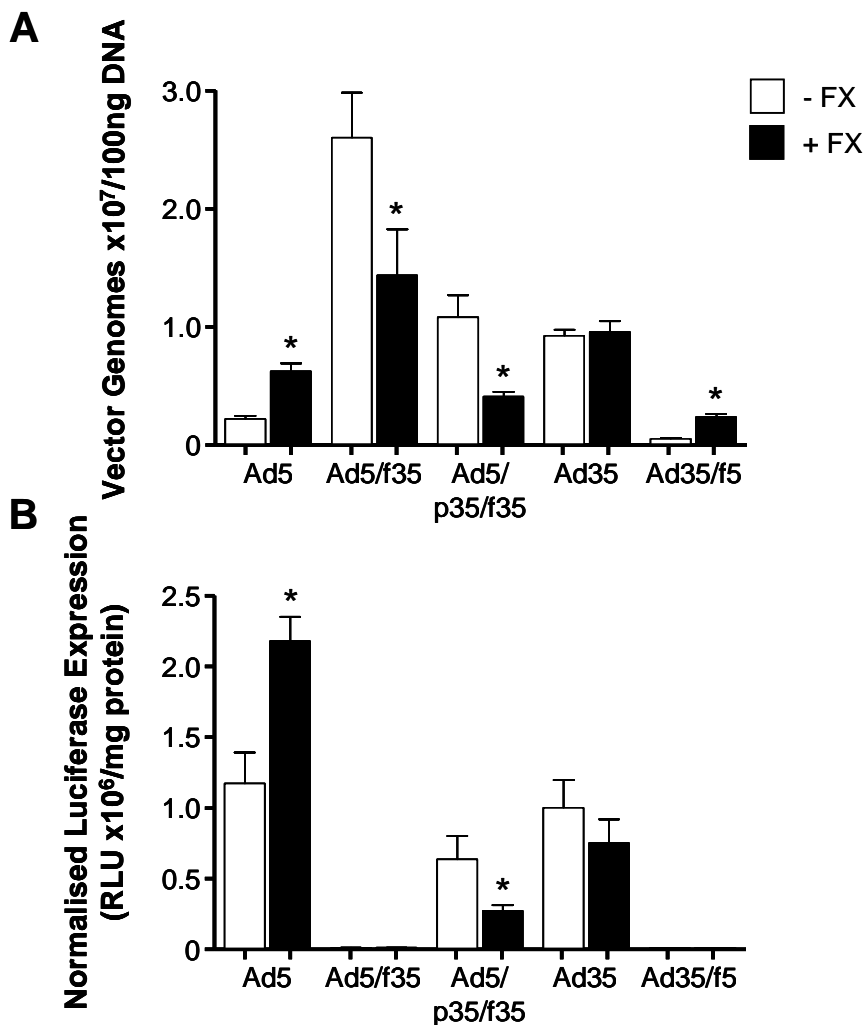 A
Vector Genomes x10⁷/100ng DNA
3.0
2.0
1.0
0
- FX
+ FX
*
*
*
*
Ad5
Ad5/f35
Ad5/
p35/f35
Ad35
Ad35/f5
B
Normalised Luciferase Expression
(RLU x10⁶/mg protein)
2.5
2.0
1.5
1.0
0.5
0
*
*
Ad5
Ad5/f35
Ad5/
p35/f35
Ad35
Ad35/f5